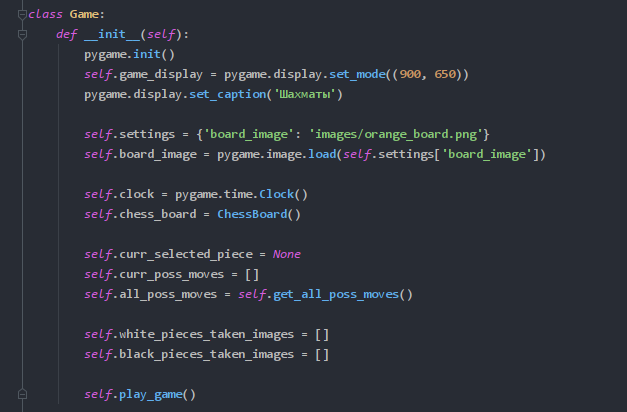 class Game:
    def __init__(self):
        pygame.init()
        self.game_display = pygame.display.set_mode((900, 650))
        pygame.display.set_caption('Шахматы')

        self.settings = {'board_image': 'images/orange_board.png'}
        self.board_image = pygame.image.load(self.settings['board_image'])

        self.clock = pygame.time.Clock()
        self.chess_board = ChessBoard()

        self.curr_selected_piece = None
        self.curr_poss_moves = []
        self.all_poss_moves = self.get_all_poss_moves()

        self.white_pieces_taken_images = []
        self.black_pieces_taken_images = []

        self.play_game()